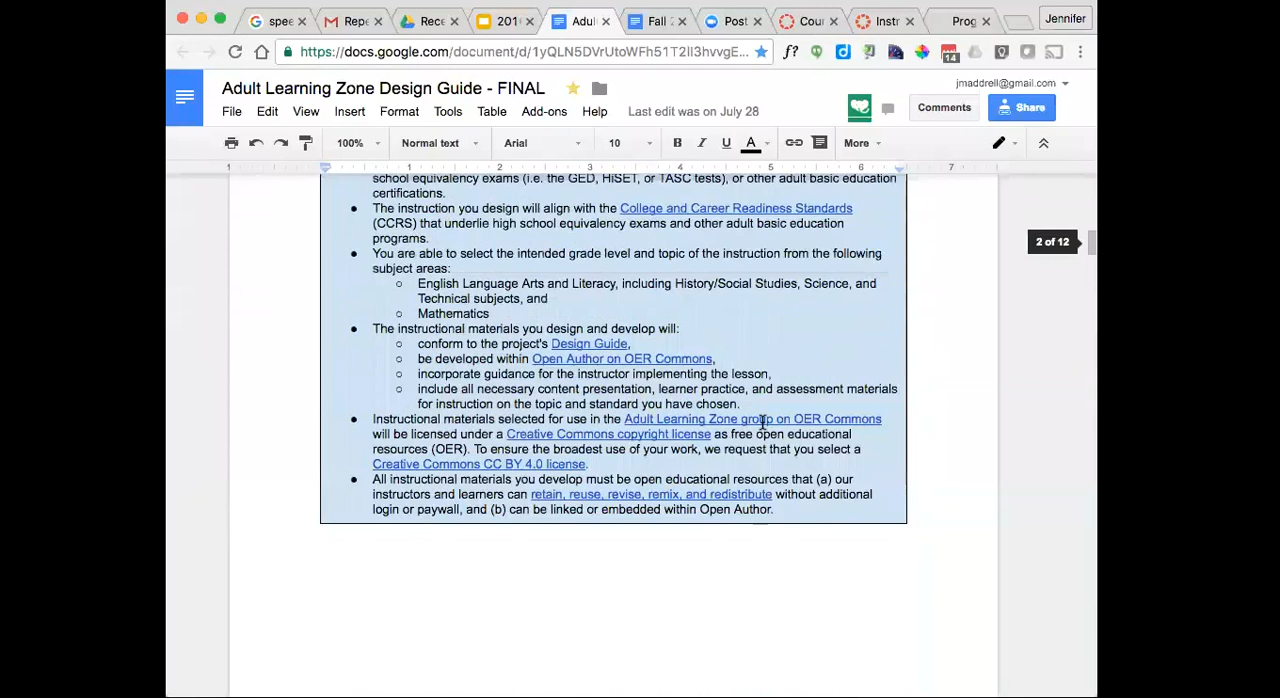 spee
Repe
Rece
201
Adul
Fall 2
Post
Cour
Instr
Prog
Jennifer
https://docs.google.com/document/d/1yQLN5DVrUtoWFh51T2lI3hvvgE...
f?
14
Adult Learning Zone Design Guide - FINAL
jmaddrell@gmail.com
File Edit View Insert Format Tools Table Add-ons Help Last edit was on July 28
Comments
Share
100% Normal text Arial 10 B I U A More
1 1 2 3 4 5 6 7
school equivalency exams (i.e. the GED, HiSET, or TASC tests), or other adult basic education
certifications.
● The instruction you design will align with the College and Career Readiness Standards
(CCRS) that underlie high school equivalency exams and other adult basic education
programs.
● You are able to select the intended grade level and topic of the instruction from the following
subject areas:
○ English Language Arts and Literacy, including History/Social Studies, Science, and
Technical subjects, and
○ Mathematics
● The instructional materials you design and develop will:
○ conform to the project's Design Guide,
○ be developed within Open Author on OER Commons,
○ incorporate guidance for the instructor implementing the lesson,
○ include all necessary content presentation, learner practice, and assessment materials
for instruction on the topic and standard you have chosen.
● Instructional materials selected for use in the Adult Learning Zone group on OER Commons
will be licensed under a Creative Commons copyright license as free open educational
resources (OER). To ensure the broadest use of your work, we request that you select a
Creative Commons CC BY 4.0 license.
● All instructional materials you develop must be open educational resources that (a) our
instructors and learners can retain, reuse, revise, remix, and redistribute without additional
login or paywall, and (b) can be linked or embedded within Open Author.
2 of 12